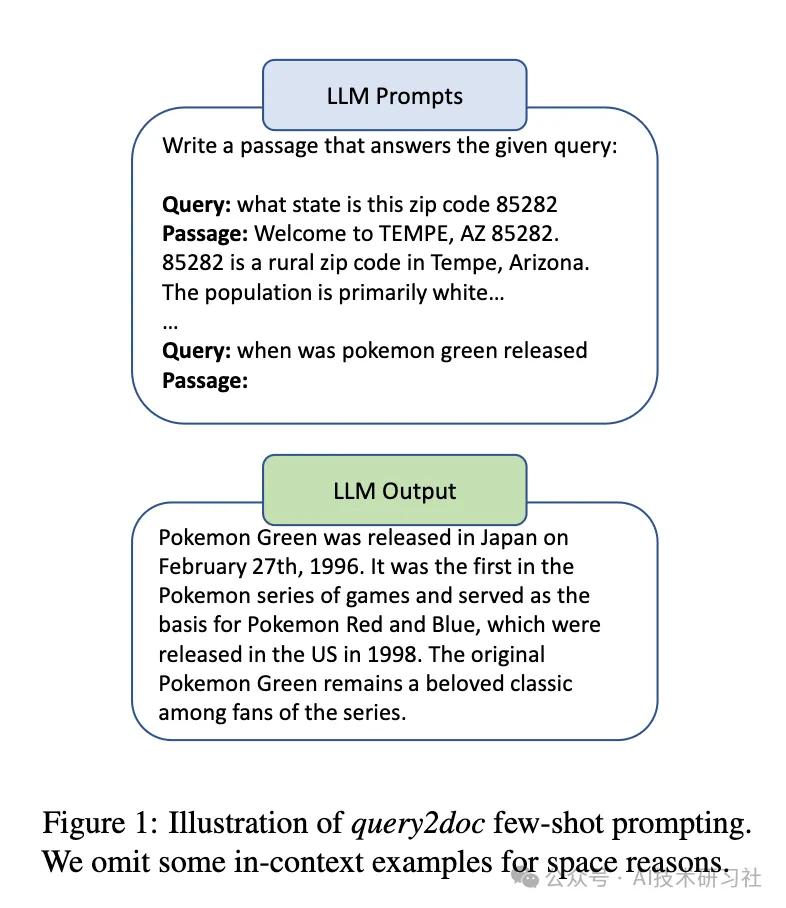 LLM Prompts
Write a passage that answers the given query:
Query: what state is this zip code 85282
Passage: Welcome to TEMPE, AZ 85282.
85282 is a rural zip code in Tempe, Arizona.
The population is primarily white...
...
Query: when was pokemon green released
Passage:
LLM Output
Pokemon Green was released in Japan on
February 27th, 1996. It was the first in the
Pokemon series of games and served as the
basis for Pokemon Red and Blue, which were
released in the US in 1998. The original
Pokemon Green remains a beloved classic
among fans of the series.
Figure 1: Illustration of query2doc few-shot prompting.
We omit some in-context examples for space reasons.
公众号 · AI技术研习社